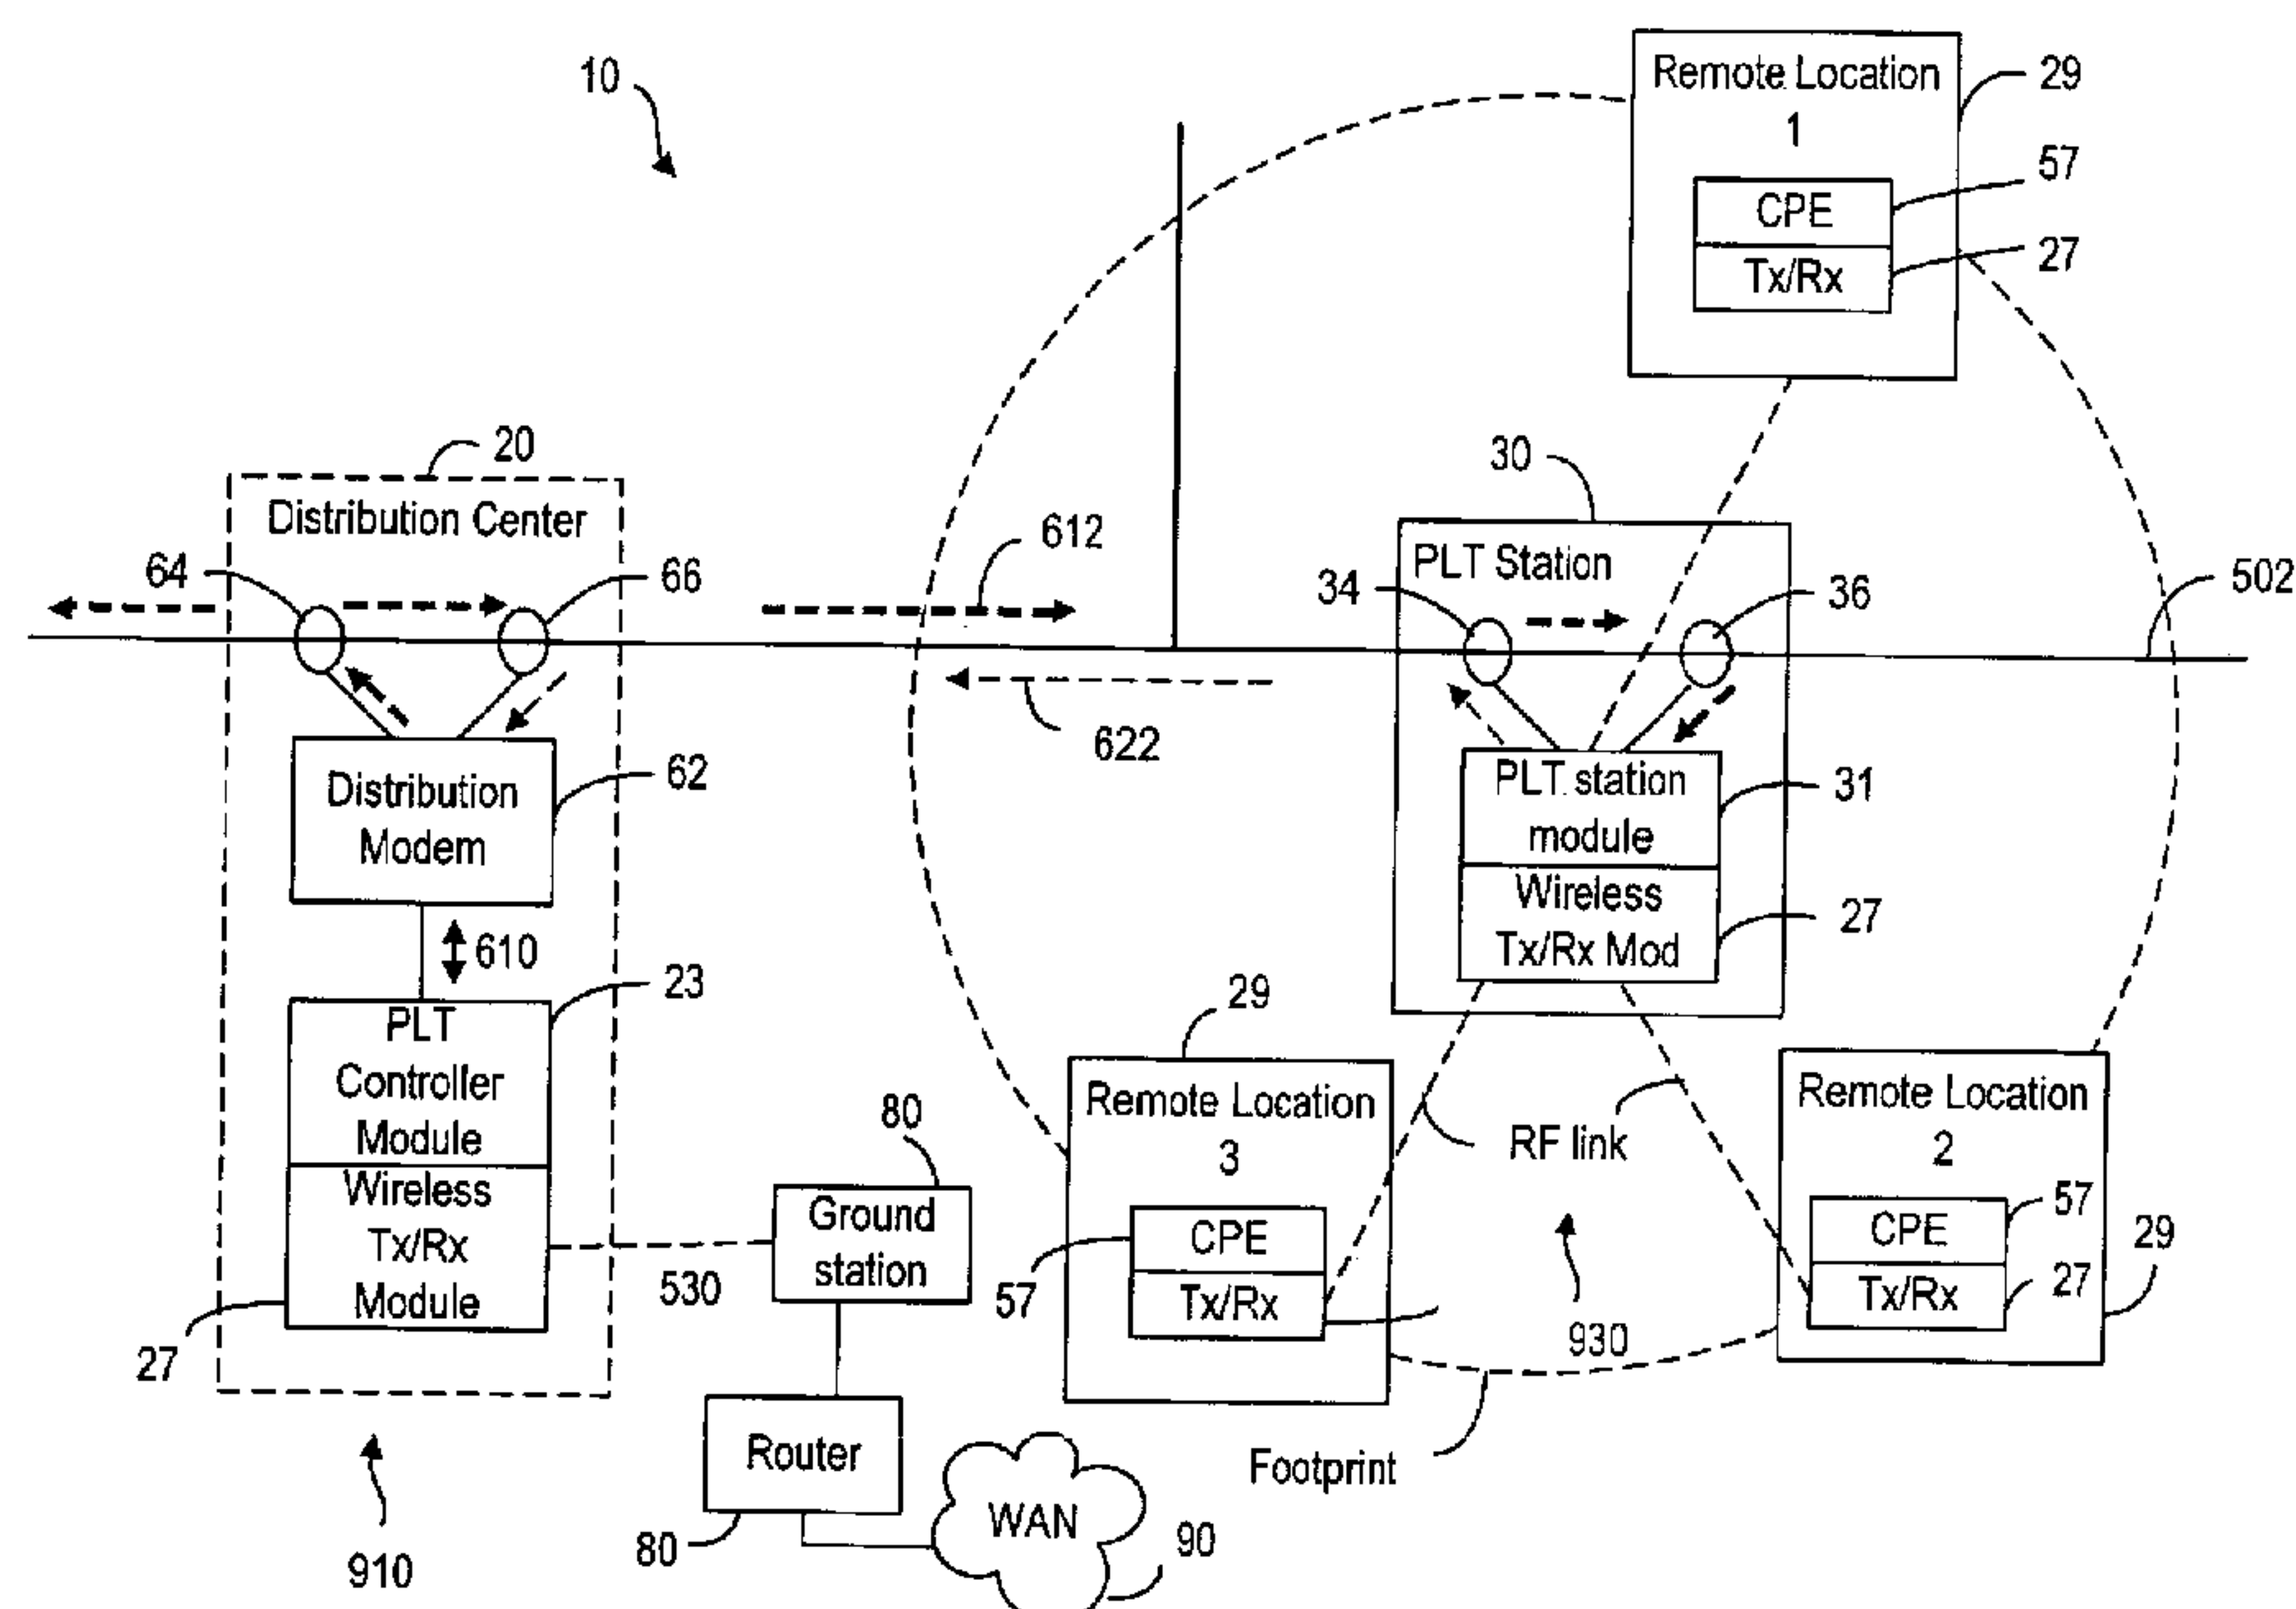 10
Remote Location
1
29
CPE
57
Tx/Rx
27
20
Distribution Center
64
66
612
30
PLT Station
34
36
502
622
Distribution
Modem
62
PLT station
module
31
Wireless
Tx/Rx Mod
27
610
PLT
Controller
Module
23
Wireless
Tx/Rx
Module
27
530
80
Ground
station
29
Remote Location
3
CPE
57
Tx/Rx
RF link
930
Remote Location
2
CPE
57
Tx/Rx
27
29
Footprint
Router
80
WAN
90
910